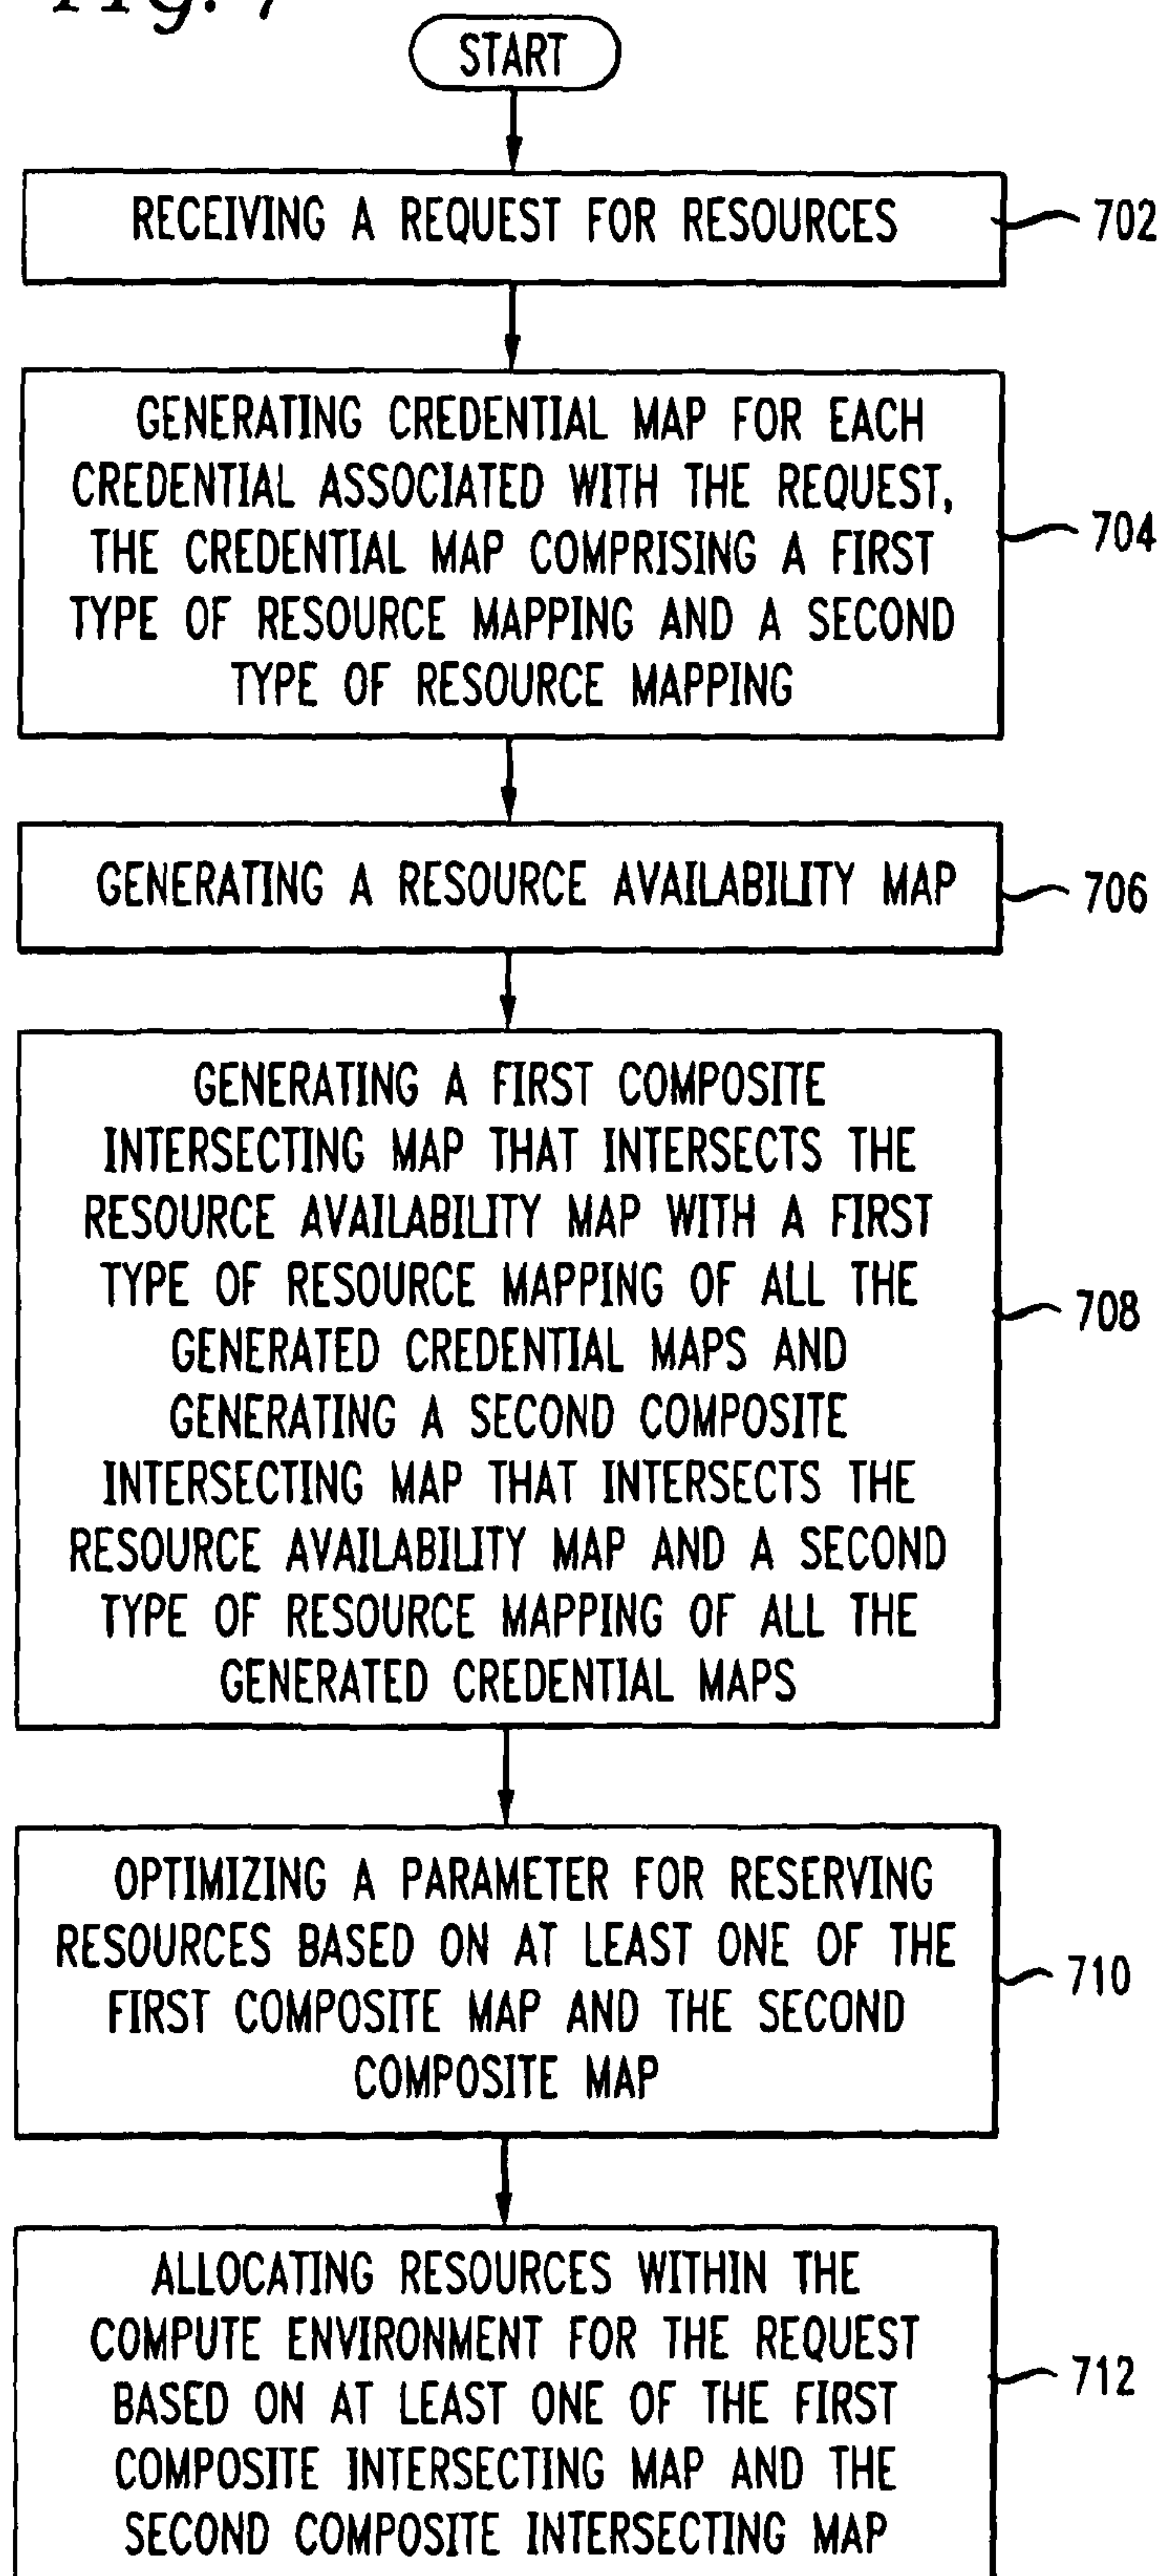 Fig. 7
START
RECEIVING A REQUEST FOR RESOURCES
702
GENERATING CREDENTIAL MAP FOR EACH
CREDENTIAL ASSOCIATED WITH THE REQUEST,
THE CREDENTIAL MAP COMPRISING A FIRST
TYPE OF RESOURCE MAPPING AND A SECOND
TYPE OF RESOURCE MAPPING
704
GENERATING A RESOURCE AVAILABILITY MAP
706
GENERATING A FIRST COMPOSITE
INTERSECTING MAP THAT INTERSECTS THE
RESOURCE AVAILABILITY MAP WITH A FIRST
TYPE OF RESOURCE MAPPING OF ALL THE
GENERATED CREDENTIAL MAPS AND
GENERATING A SECOND COMPOSITE
INTERSECTING MAP THAT INTERSECTS THE
RESOURCE AVAILABILITY MAP AND A SECOND
TYPE OF RESOURCE MAPPING OF ALL THE
GENERATED CREDENTIAL MAPS
708
OPTIMIZING A PARAMETER FOR RESERVING
RESOURCES BASED ON AT LEAST ONE OF THE
FIRST COMPOSITE MAP AND THE SECOND
COMPOSITE MAP
710
ALLOCATING RESOURCES WITHIN THE
COMPUTE ENVIRONMENT FOR THE REQUEST
BASED ON AT LEAST ONE OF THE FIRST
COMPOSITE INTERSECTING MAP AND THE
SECOND COMPOSITE INTERSECTING MAP
712